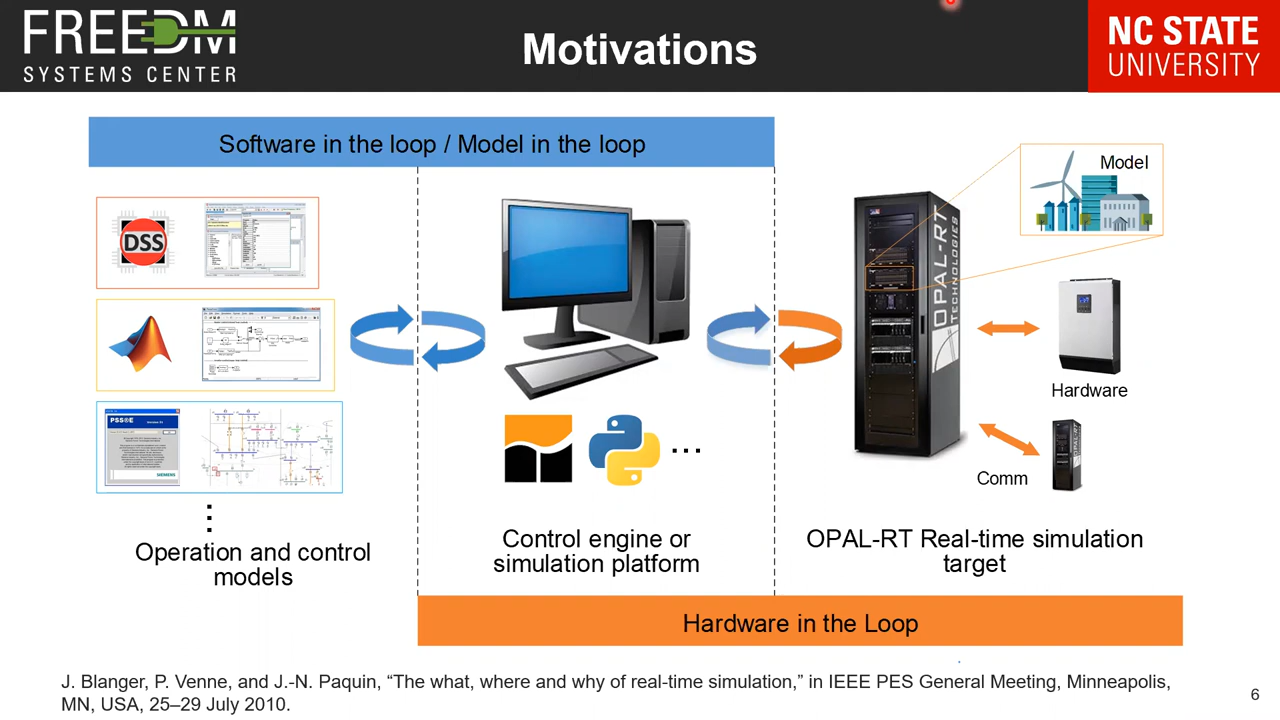 FREEDM
SYSTEMS CENTER
Motivations
NC STATE
UNIVERSITY
Software in the loop / Model in the loop
Model
DSS
OPAL-RT
TECHNOLOGIES
Hardware
PSS®E
SIEMENS
...
Comm
Operation and control
models
Control engine or
simulation platform
OPAL-RT Real-time simulation
target
Hardware in the Loop
J. Blanger, P. Venne, and J.-N. Paquin, “The what, where and why of real-time simulation,” in IEEE PES General Meeting, Minneapolis,
MN, USA, 25–29 July 2010.
6